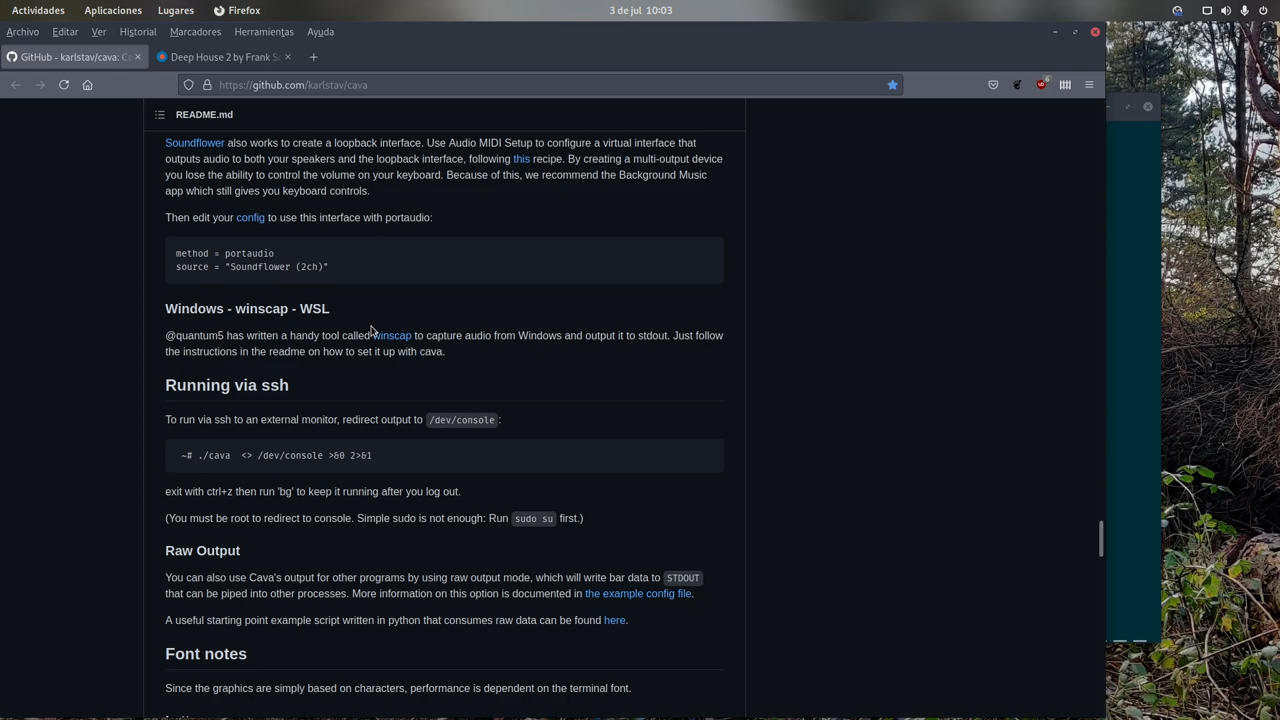 Actividades Aplicaciones Lugares Firefox 3 de jul 10:03
Archivo Editar Ver Historial Marcadores Herramientas Ayuda
GitHub - karlstav/cava: Deep House 2 by Frank
https://github.com/karlstav/cava 6
README.md
Soundflower also works to create a loopback interface. Use Audio MIDI Setup to configure a virtual interface that
outputs audio to both your speakers and the loopback interface, following this recipe. By creating a multi-output device
you lose the ability to control the volume on your keyboard. Because of this, we recommend the Background Music
app which still gives you keyboard controls.
Then edit your config to use this interface with portaudio:
method = portaudio
source = "Soundflower (2ch)"
Windows - winscap - WSL
@quantum5 has written a handy tool called winscap to capture audio from Windows and output it to stdout. Just follow
the instructions in the readme on how to set it up with cava.
Running via ssh
To run via ssh to an external monitor, redirect output to /dev/console:
~# ./cava <> /dev/console >&0 2>&1
exit with ctrl+z then run 'bg' to keep it running after you log out.
(You must be root to redirect to console. Simple sudo is not enough: Run sudo su first.)
Raw Output
You can also use Cava's output for other programs by using raw output mode, which will write bar data to STDOUT
that can be piped into other processes. More information on this option is documented in the example config file.
A useful starting point example script written in python that consumes raw data can be found here.
Font notes
Since the graphics are simply based on characters, performance is dependent on the terminal font.